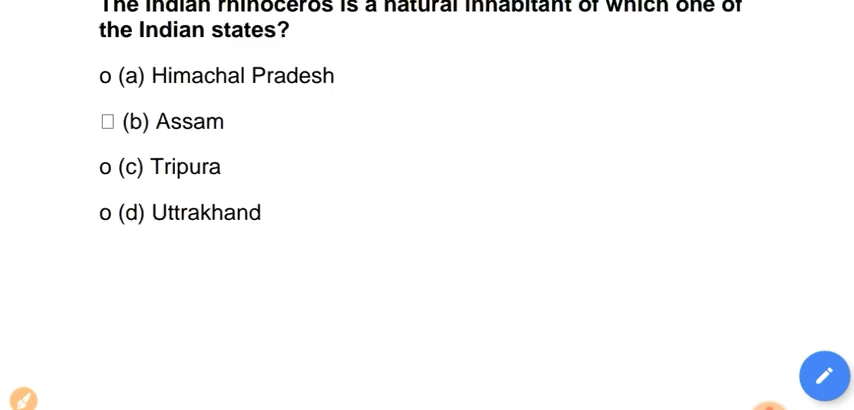 The Indian rhinoceros is a natural inhabitant of which one of
the Indian states?
o (a) Himachal Pradesh
□ (b) Assam
o (c) Tripura
o (d) Uttrakhand